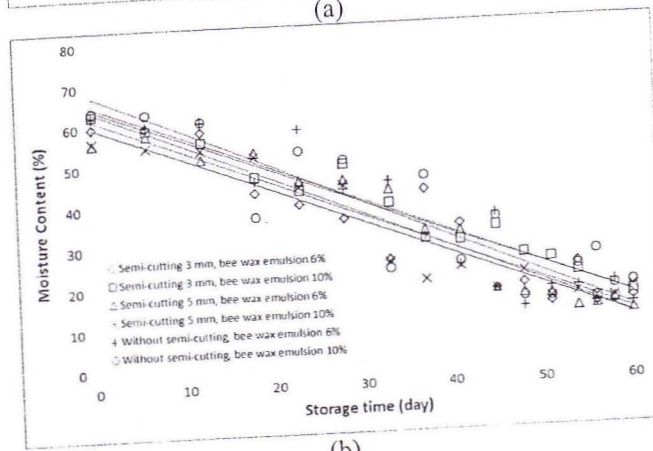 (a)
80
70
60
50
40
30
20
10
0
Moisture Content (%)
Semi-cutting 3 mm, bee wax emulsion 6%
Semi-cutting 3 mm, bee wax emulsion 10%
Semi-cutting 5 mm, bee wax emulsion 6%
Semi-cutting 5 mm, bee wax emulsion 10%
Without semi-cutting, bee wax emulsion 6%
Without semi-cutting, bee wax emulsion 10%
0 10 20 30 40 50 60
Storage time (day)
(b)